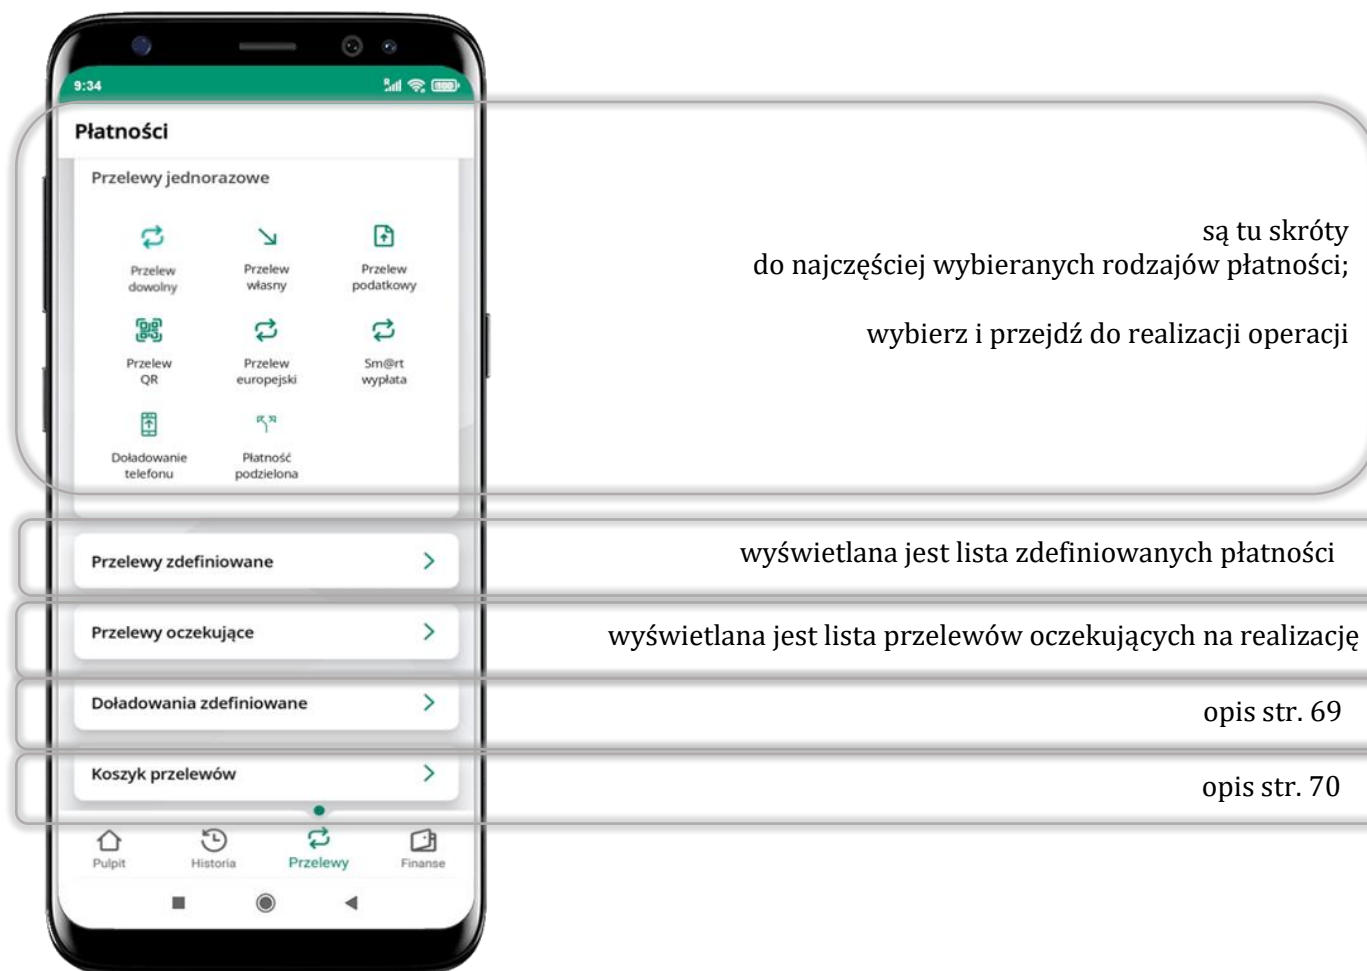 9:34
Płatności
Przelewy jednorazowe
Przelew
dowolny
Przelew
własny
Przelew
podatkowy
Przelew
QR
Przelew
europejski
Sm@rt
wypłata
Doładowanie
telefonu
Płatność
podzielona
są tu skróty
do najczęściej wybieranych rodzajów płatności;
wybierz i przejdź do realizacji operacji
Przelewy zdefiniowane
wyświetlana jest lista zdefiniowanych płatności
Przelewy oczekujące
wyświetlana jest lista przelewów oczekujących na realizację
Doładowania zdefiniowane
opis str. 69
Koszyk przelewów
opis str. 70
Pulpit
Historia
Przelewy
Finanse